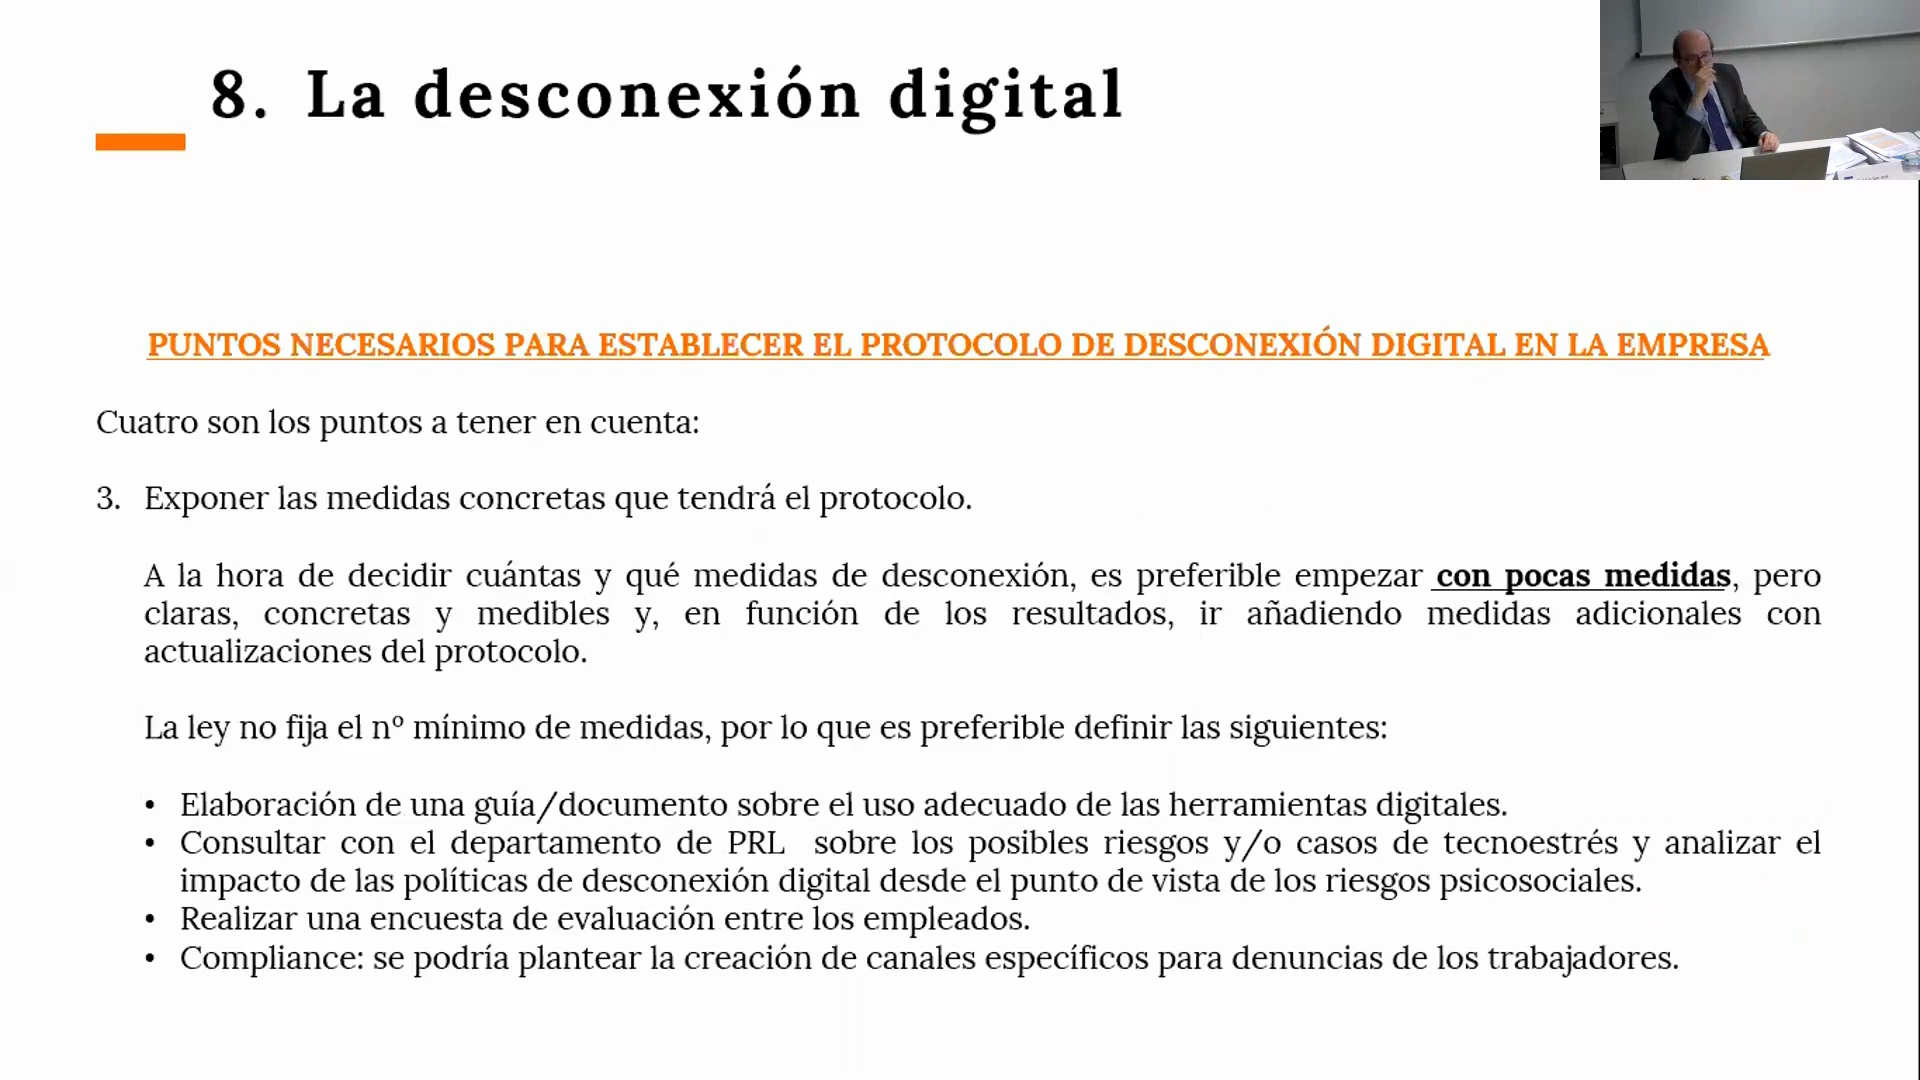 8. La desconexión digital
PUNTOS NECESARIOS PARA ESTABLECER EL PROTOCOLO DE DESCONEXIÓN DIGITAL EN LA EMPRESA
Cuatro son los puntos a tener en cuenta:
3. Exponer las medidas concretas que tendrá el protocolo.
A la hora de decidir cuántas y qué medidas de desconexión, es preferible empezar con pocas medidas, pero
claras, concretas y medibles y, en función de los resultados, ir añadiendo medidas adicionales con
actualizaciones del protocolo.
La ley no fija el nº mínimo de medidas, por lo que es preferible definir las siguientes:
• Elaboración de una guía/documento sobre el uso adecuado de las herramientas digitales.
• Consultar con el departamento de PRL sobre los posibles riesgos y/o casos de tecnoestrés y analizar el
impacto de las políticas de desconexión digital desde el punto de vista de los riesgos psicosociales.
• Realizar una encuesta de evaluación entre los empleados.
• Compliance: se podría plantear la creación de canales específicos para denuncias de los trabajadores.